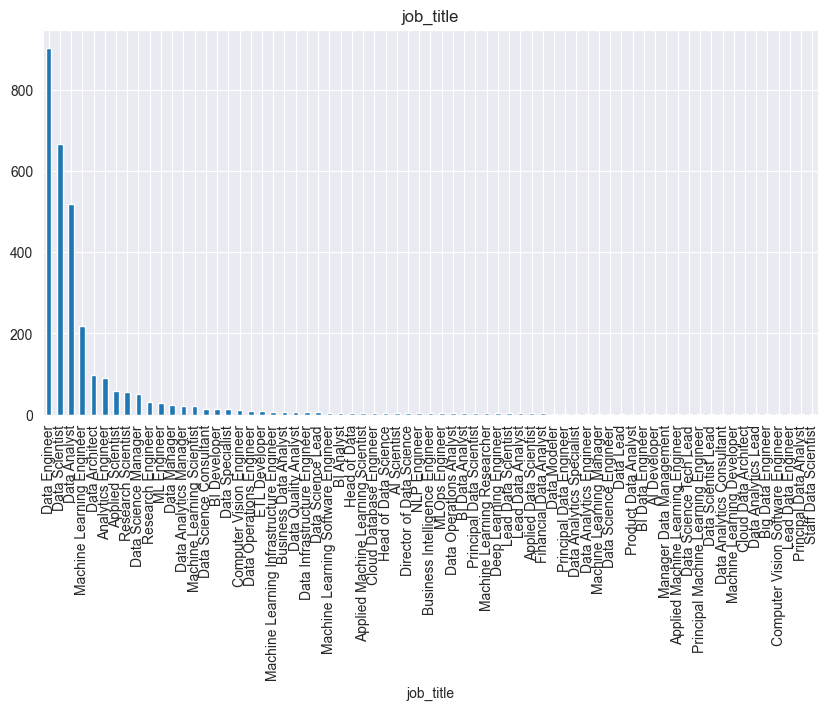 job_title
800
600
400
200
0
Data Engineer
Data Scientist
Data Analyst
Machine Learning Engineer
Data Architect
Analytics Engineer
Applied Scientist
Research Scientist
Data Science Manager
Research Engineer
ML Engineer
Data Manager
Data Analytics Manager
Machine Learning Scientist
Data Science Consultant
BI Developer
Data Specialist
Computer Vision Engineer
Data Operations Engineer
ETL Developer
Machine Learning Infrastructure Engineer
Business Data Analyst
Data Quality Analyst
Data Infrastructure Engineer
Data Science Lead
Machine Learning Software Engineer
BI Analyst
Head of Data
Applied Machine Learning Scientist
Cloud Database Engineer
Head of Data Science
AI Scientist
Director of Data Science
NLP Engineer
Business Intelligence Engineer
MLOps Engineer
Data Operations Analyst
BI Data Analyst
Principal Data Scientist
Machine Learning Researcher
Deep Learning Engineer
Lead Data Scientist
Lead Data Analyst
Applied Data Scientist
Financial Data Analyst
Data Modeler
Principal Data Engineer
Data Analytics Specialist
Data Analytics Engineer
Machine Learning Manager
Data Science Engineer
Data Lead
Product Data Analyst
BI Data Engineer
AI Developer
Manager Data Management
Applied Machine Learning Engineer
Data Science Tech Lead
Principal Machine Learning Engineer
Data Scientist Lead
Data Analytics Consultant
Machine Learning Developer
Cloud Data Architect
Data Analytics Lead
Big Data Engineer
Computer Vision Software Engineer
Lead Data Engineer
Principal Data Analyst
Staff Data Scientist
job_title